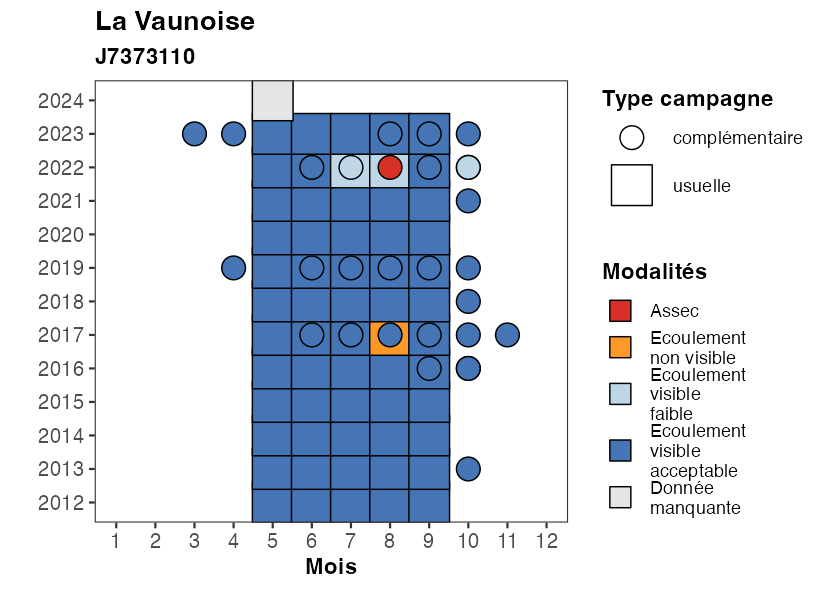 La Vaunoise
J7373110
2024
2023
2022
2021
2020
2019
2018
2017
2016
2015
2014
2013
2012
1 2 3 4 5 6 7 8 9 10 11 12
Mois
Type campagne
complémentaire
usuelle
Modalités
Assec
Ecoulement
non visible
Ecoulement
visible
faible
Ecoulement
visible
acceptable
Donnée
manquante